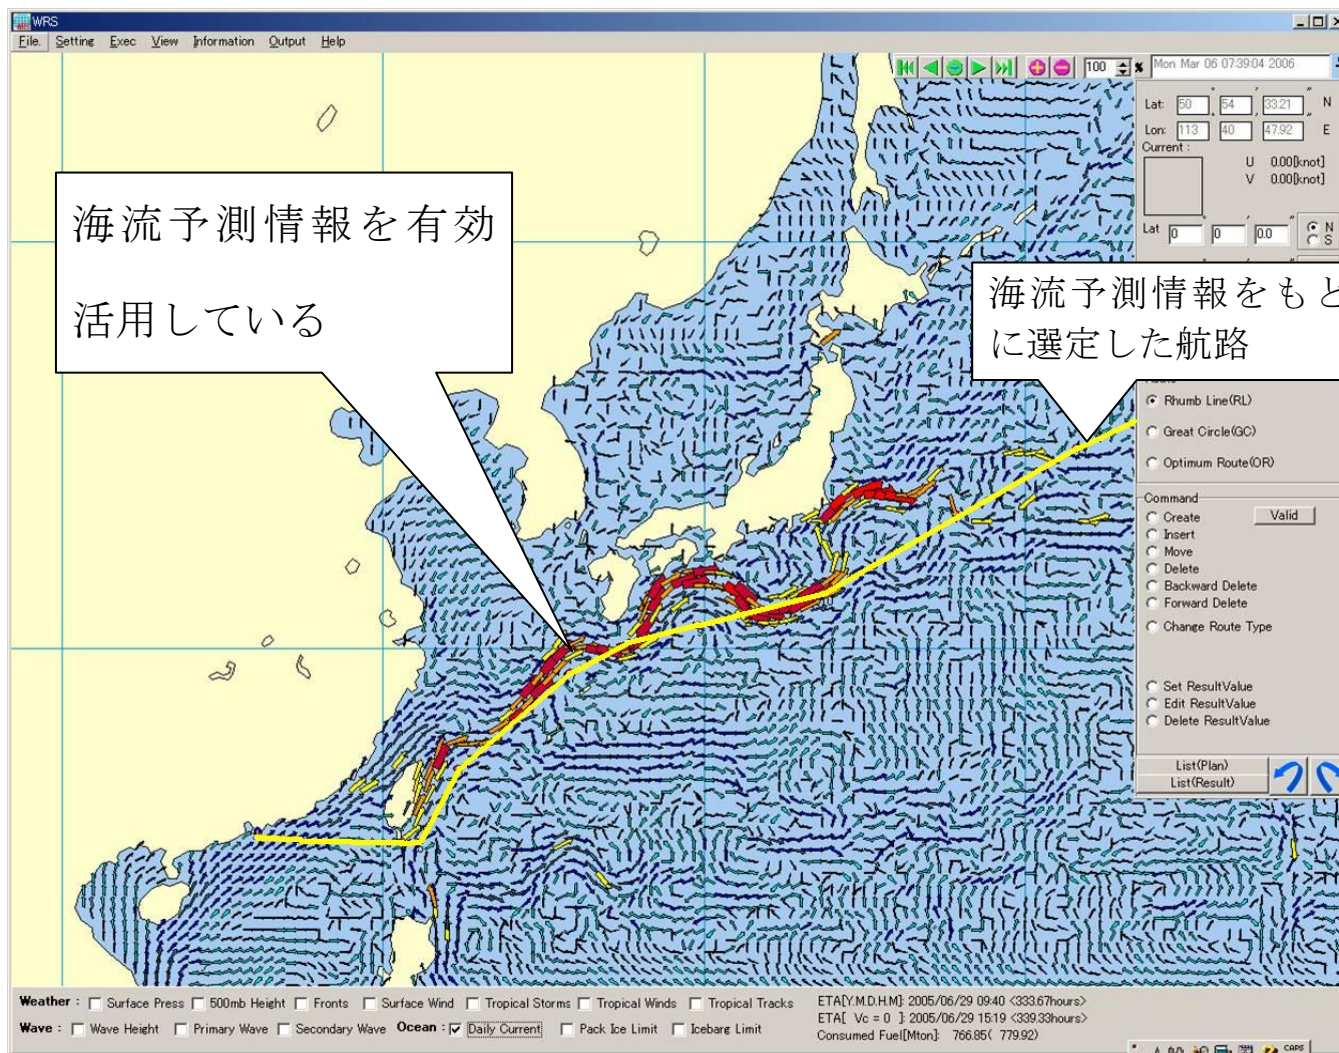 WRS
File. Setting Exec View Information Output Help
100 % Mon Mar 06 07:39:04 2006
Lat: 50 ° 54 ′ 33.21 ″ N
Lon: 113 ° 40 ′ 47.92 ″ E
Current :
U 0.00[knot]
V 0.00[knot]
Lat 0 ° 0 ′ 0.0 ″ N
S
海流予測情報を有効
活用している
海流予測情報をもと
に選定した航路
Rhumb Line(RL)
Great Circle(GC)
Optimum Route(OR)
Command
Create Valid
Insert
Move
Delete
Backward Delete
Forward Delete
Change Route Type
Set ResultValue
Edit ResultValue
Delete ResultValue
List(Plan)
List(Result)
Weather : Surface Press 500mb Height Fronts Surface Wind Tropical Storms Tropical Winds Tropical Tracks
Wave : Wave Height Primary Wave Secondary Wave Ocean : Daily Current Pack Ice Limit Icebarg Limit
ETA[Y.M.D.H.M]: 2005/06/29 09:40 <333.67hours>
ETA[ Vc = 0 ]: 2005/06/29 15:19 <339.33hours>
Consumed Fuel[Mton]: 766.85( 779.92)
CAPS